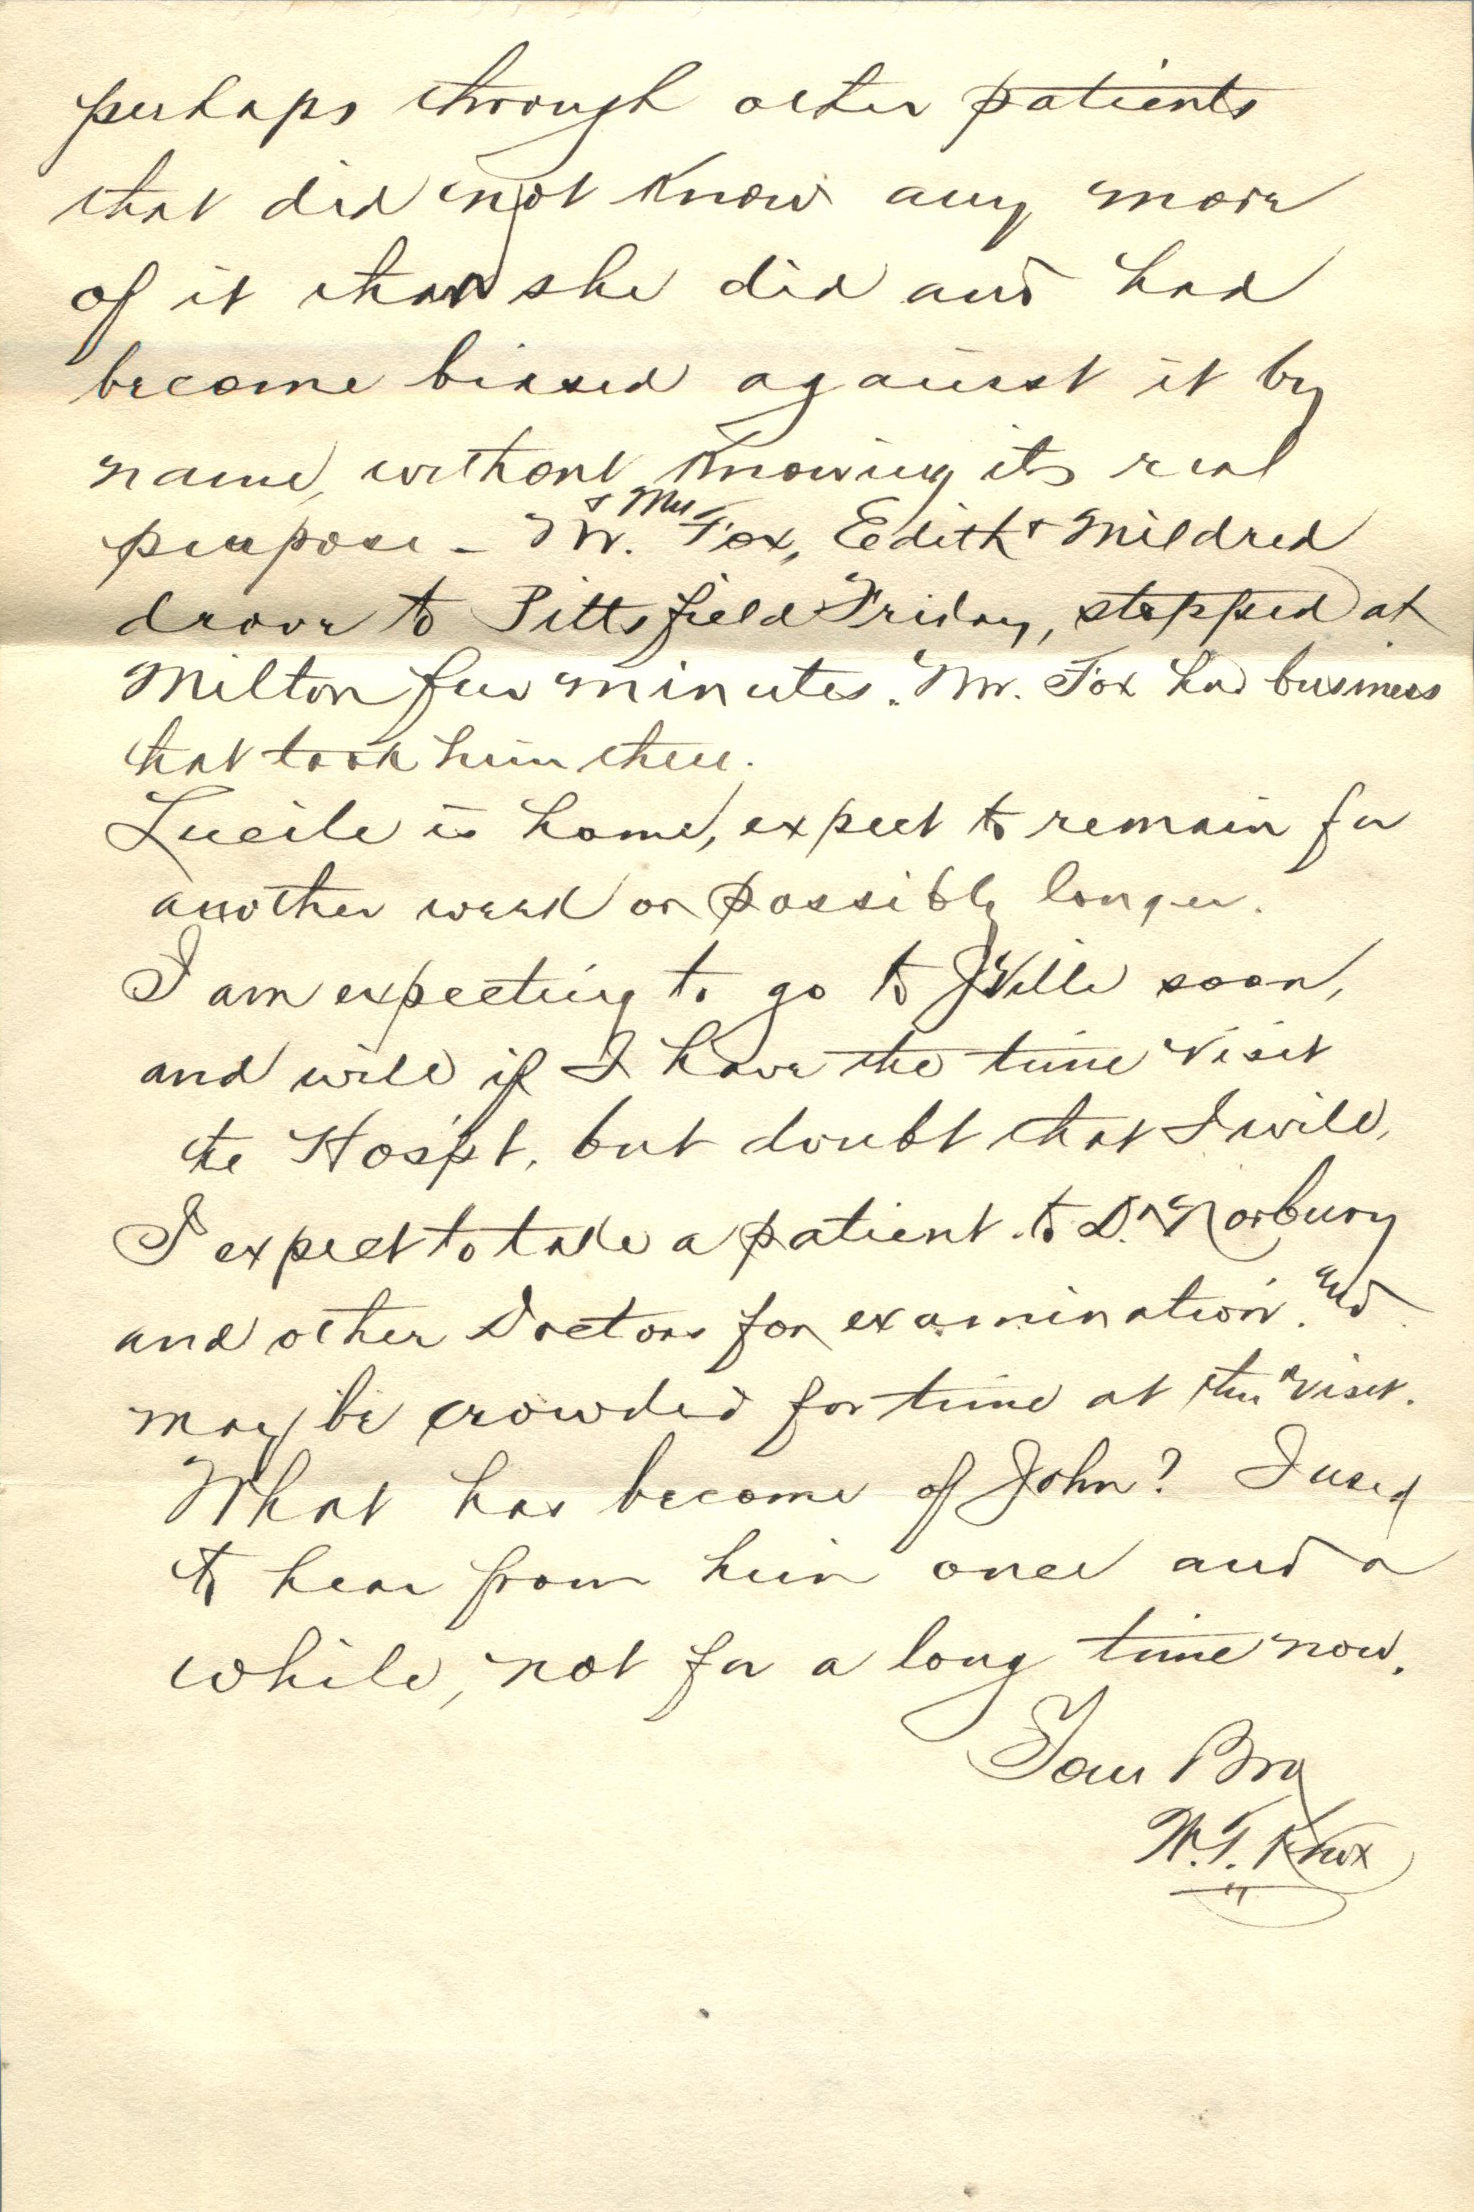 perhaps through other patients
that did not know any more
of it than she did and had
become biased against it by
name, without knowing its real
purpose - Mr. & Mrs Fox, Edith & Mildred
drove to Pittsfield Friday, stopped at
Milton few minutes. Mr. Fox had business
that took him there.
Lucile is home, expect to remain for
another week or possibly longer.
I am expecting to go to JVille soon,
and will if I have the time visit
the Hospt, but doubt that I will,
I expect to take a patient to Dr. Norbury
and other Doctors for examination. and
may be crowded for time at this visit.
What has become of John? I used
to hear from him once and a
while, not for a long time now.
Your Bro
W.T. Knox